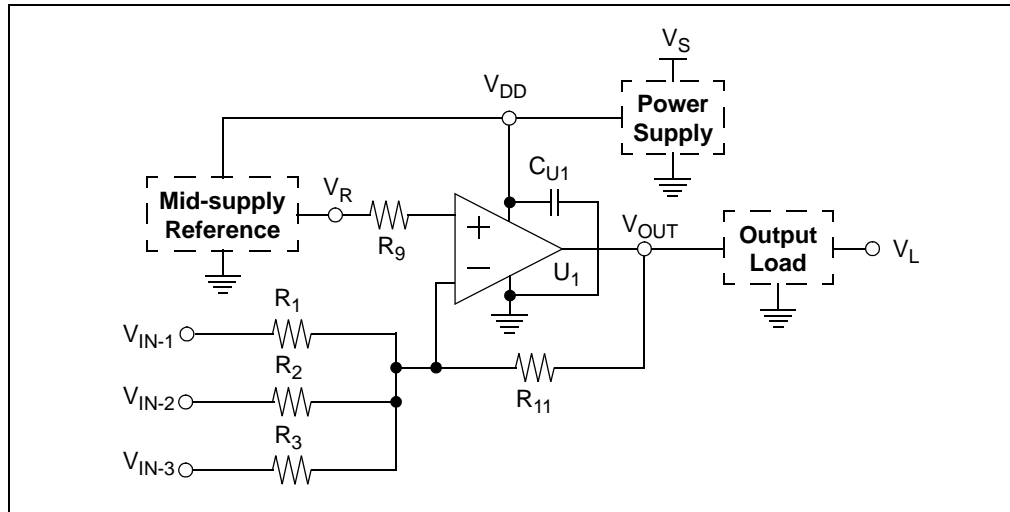 V_S
V_DD
Power
Supply
C_U1
Mid-supply
Reference
V_R
R_9
+
−
U_1
V_OUT
Output
Load
V_L
V_IN-1
R_1
V_IN-2
R_2
V_IN-3
R_3
R_11